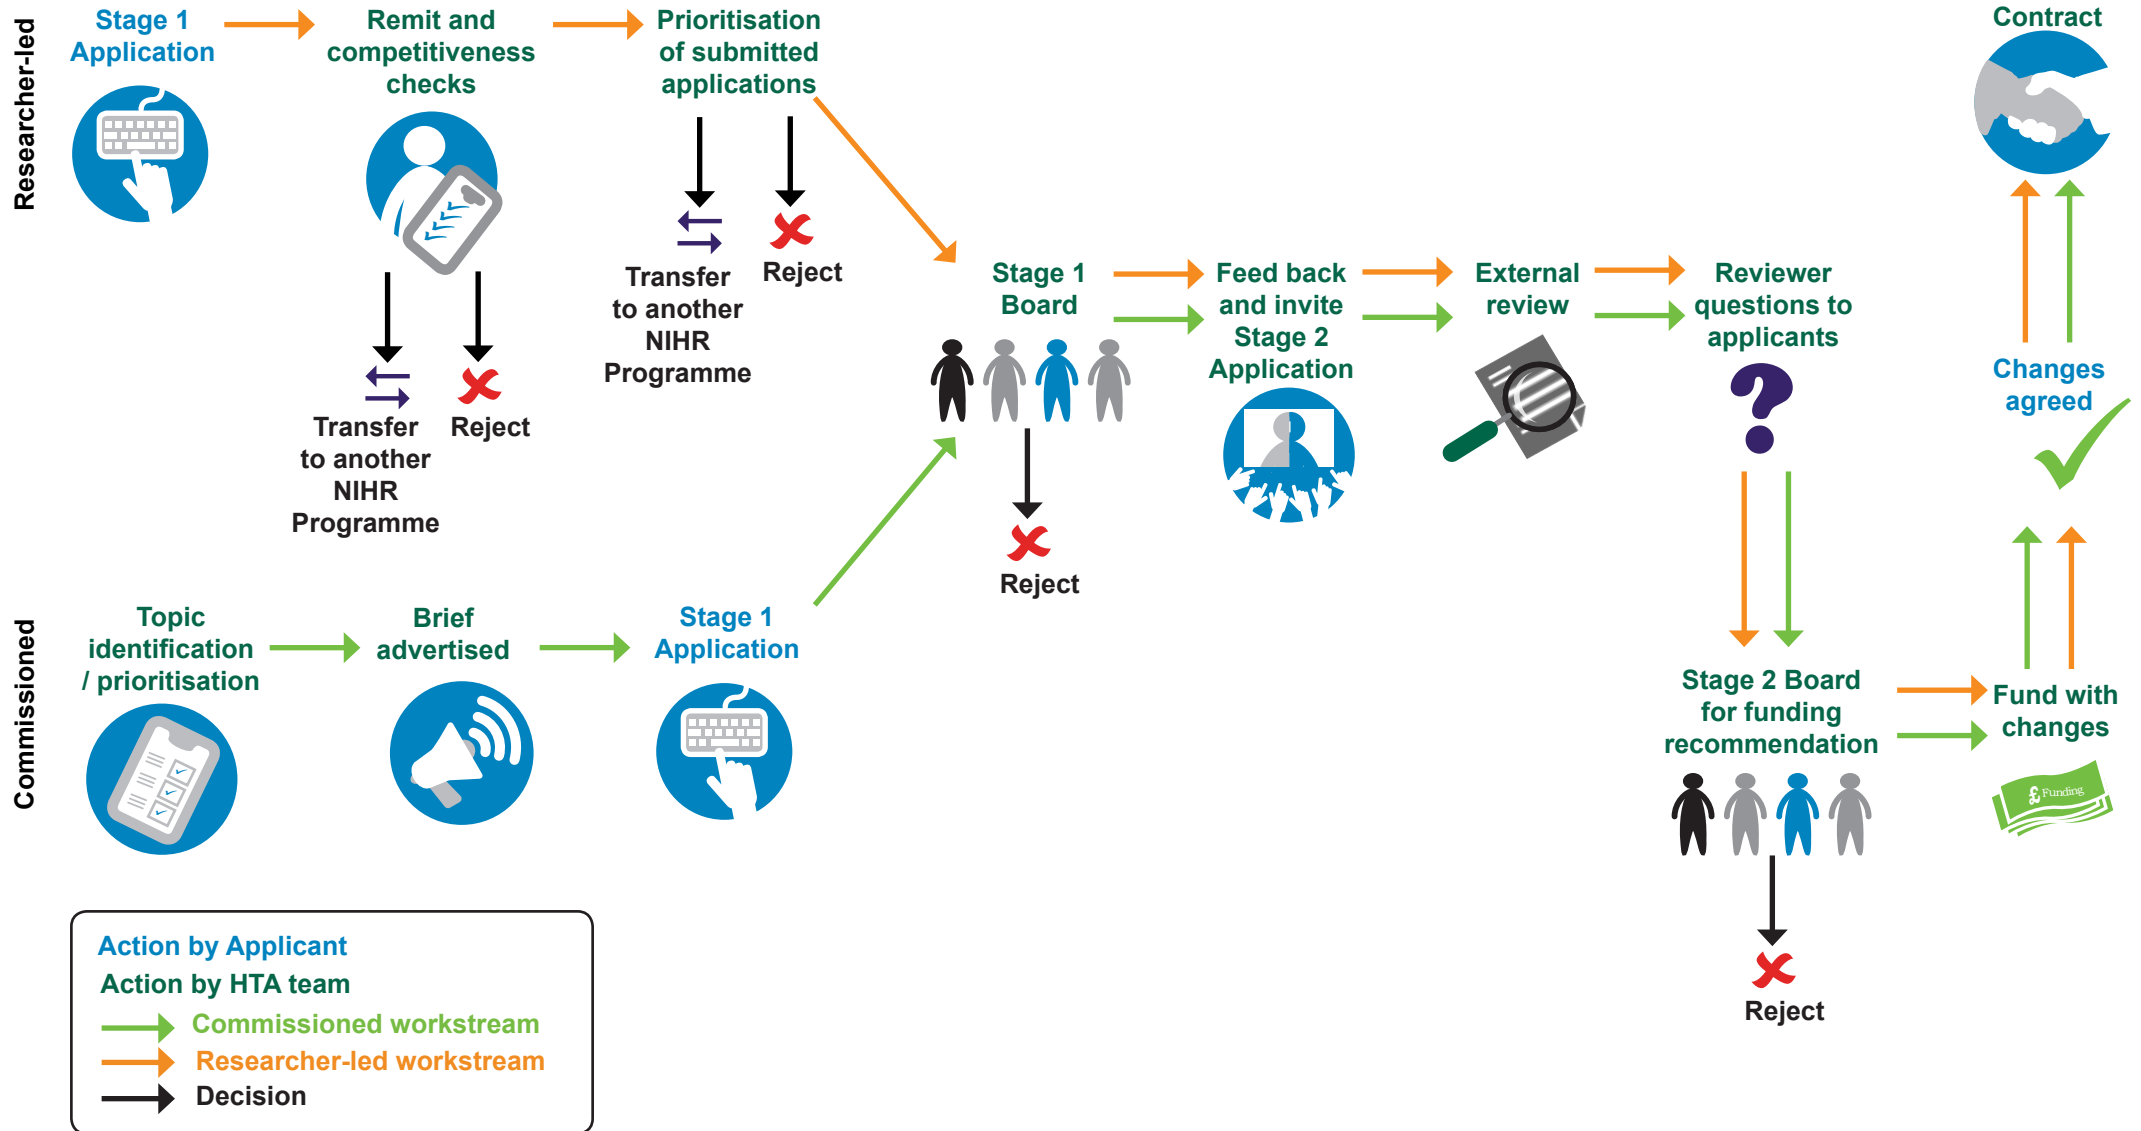 Researcher-led
Stage 1
Application
Remit and
competitiveness
checks
Transfer
to another
NIHR
Programme
Reject
Prioritisation
of submitted
applications
Transfer
to another
NIHR
Programme
Reject
Commissioned
Topic
identification
/ prioritisation
Brief
advertised
Stage 1
Application
Stage 1
Board
Reject
Feed back
and invite
Stage 2
Application
External
review
Reviewer
questions to
applicants
Stage 2 Board
for funding
recommendation
Reject
Fund with
changes
£ Funding
Changes
agreed
Contract
Action by Applicant
Action by HTA team
Commissioned workstream
Researcher-led workstream
Decision